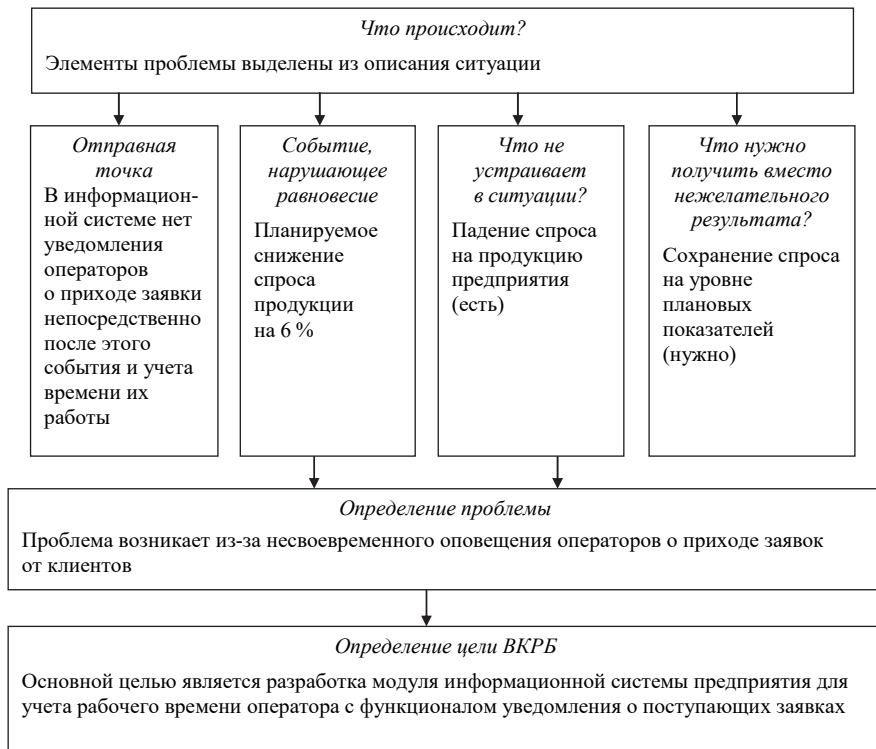 Что происходит?
Элементы проблемы выделены из описания ситуации
Отправная
точка
В информацион-
ной системе нет
уведомления
операторов
о приходе заявки
непосредственно
после этого
события и учета
времени их
работы
Событие,
нарушающее
равновесие
Планируемое
снижение
спроса
продукции
на 6 %
Что не
устраивает
в ситуации?
Падение спроса
на продукцию
предприятия
(есть)
Что нужно
получить вместо
нежелательного
результата?
Сохранение спроса
на уровне
плановых
показателей
(нужно)
Определение проблемы
Проблема возникает из-за несвоевременного оповещения операторов о приходе заявок
от клиентов
Определение цели ВКРБ
Основной целью является разработка модуля информационной системы предприятия для
учета рабочего времени оператора с функционалом уведомления о поступающих заявках